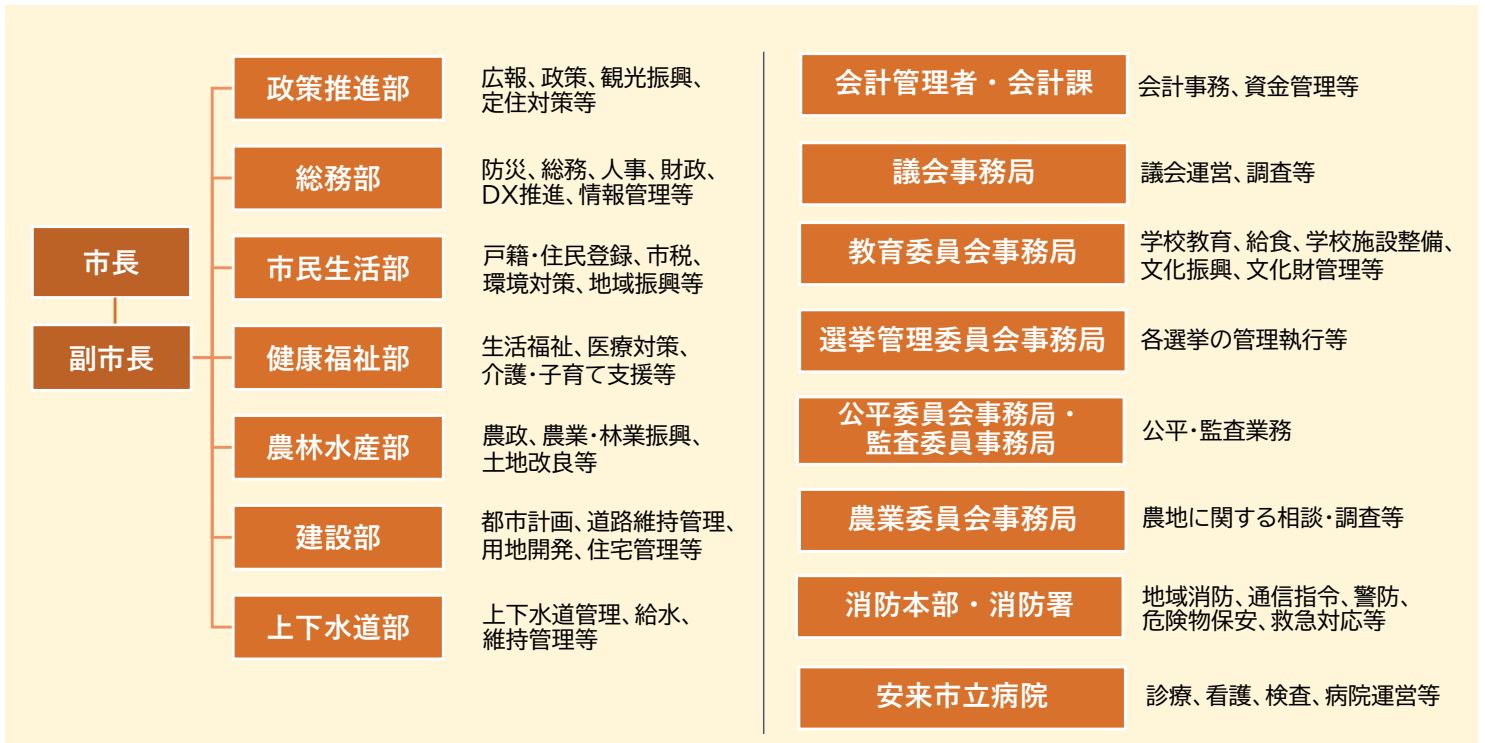 市長
副市長
政策推進部
広報、政策、観光振興、
定住対策等
総務部
防災、総務、人事、財政、
DX推進、情報管理等
市民生活部
戸籍・住民登録、市税、
環境対策、地域振興等
健康福祉部
生活福祉、医療対策、
介護・子育て支援等
農林水産部
農政、農業・林業振興、
土地改良等
建設部
都市計画、道路維持管理、
用地開発、住宅管理等
上下水道部
上下水道管理、給水、
維持管理等
会計管理者・会計課
会計事務、資金管理等
議会事務局
議会運営、調査等
教育委員会事務局
学校教育、給食、学校施設整備、
文化振興、文化財管理等
選挙管理委員会事務局
各選挙の管理執行等
公平委員会事務局・
監査委員事務局
公平・監査業務
農業委員会事務局
農地に関する相談・調査等
消防本部・消防署
地域消防、通信指令、警防、
危険物保安、救急対応等
安来市立病院
診療、看護、検査、病院運営等